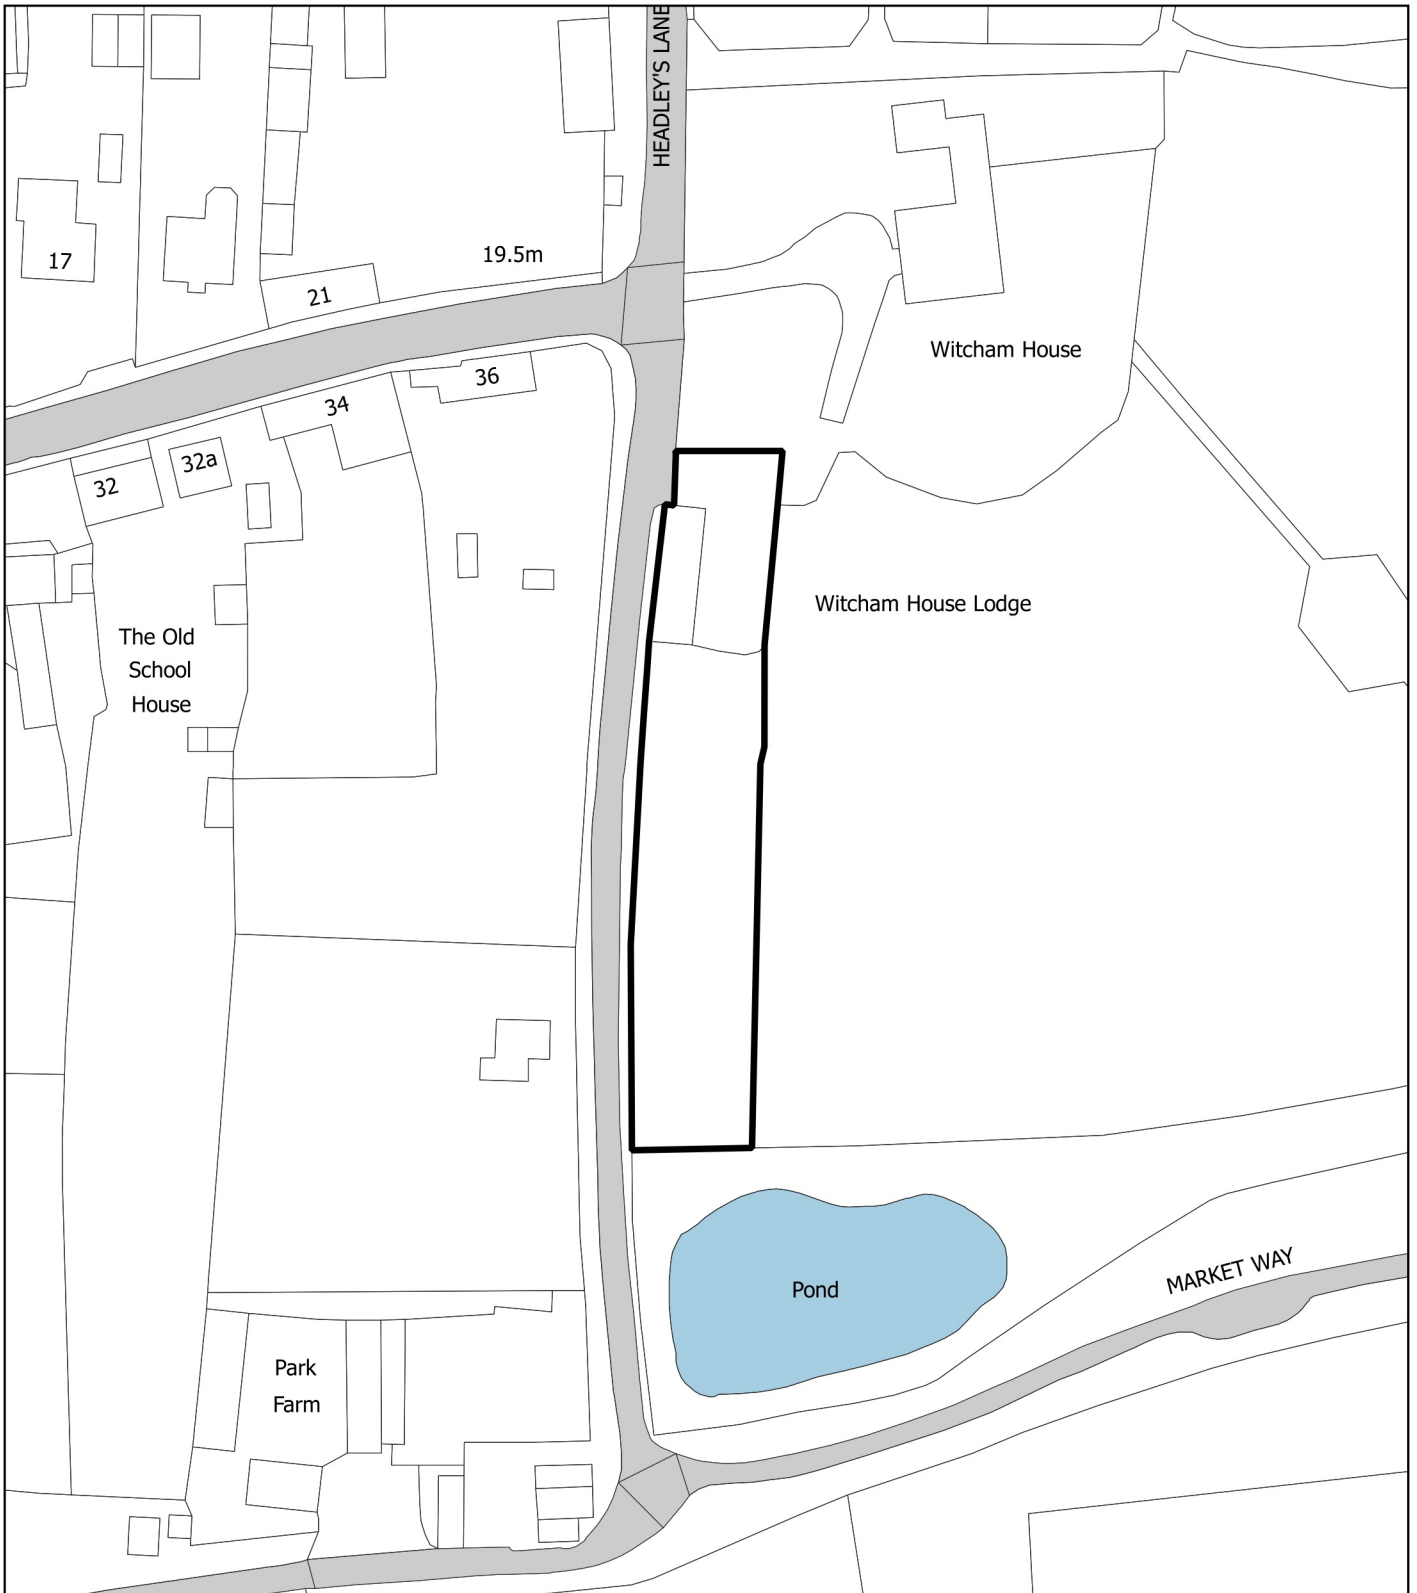 HEADLEY'S LANE
17
19.5m
21
36
34
32a
32
Witcham House
Witcham House Lodge
The Old
School
House
MARKET WAY
Pond
Park
Farm